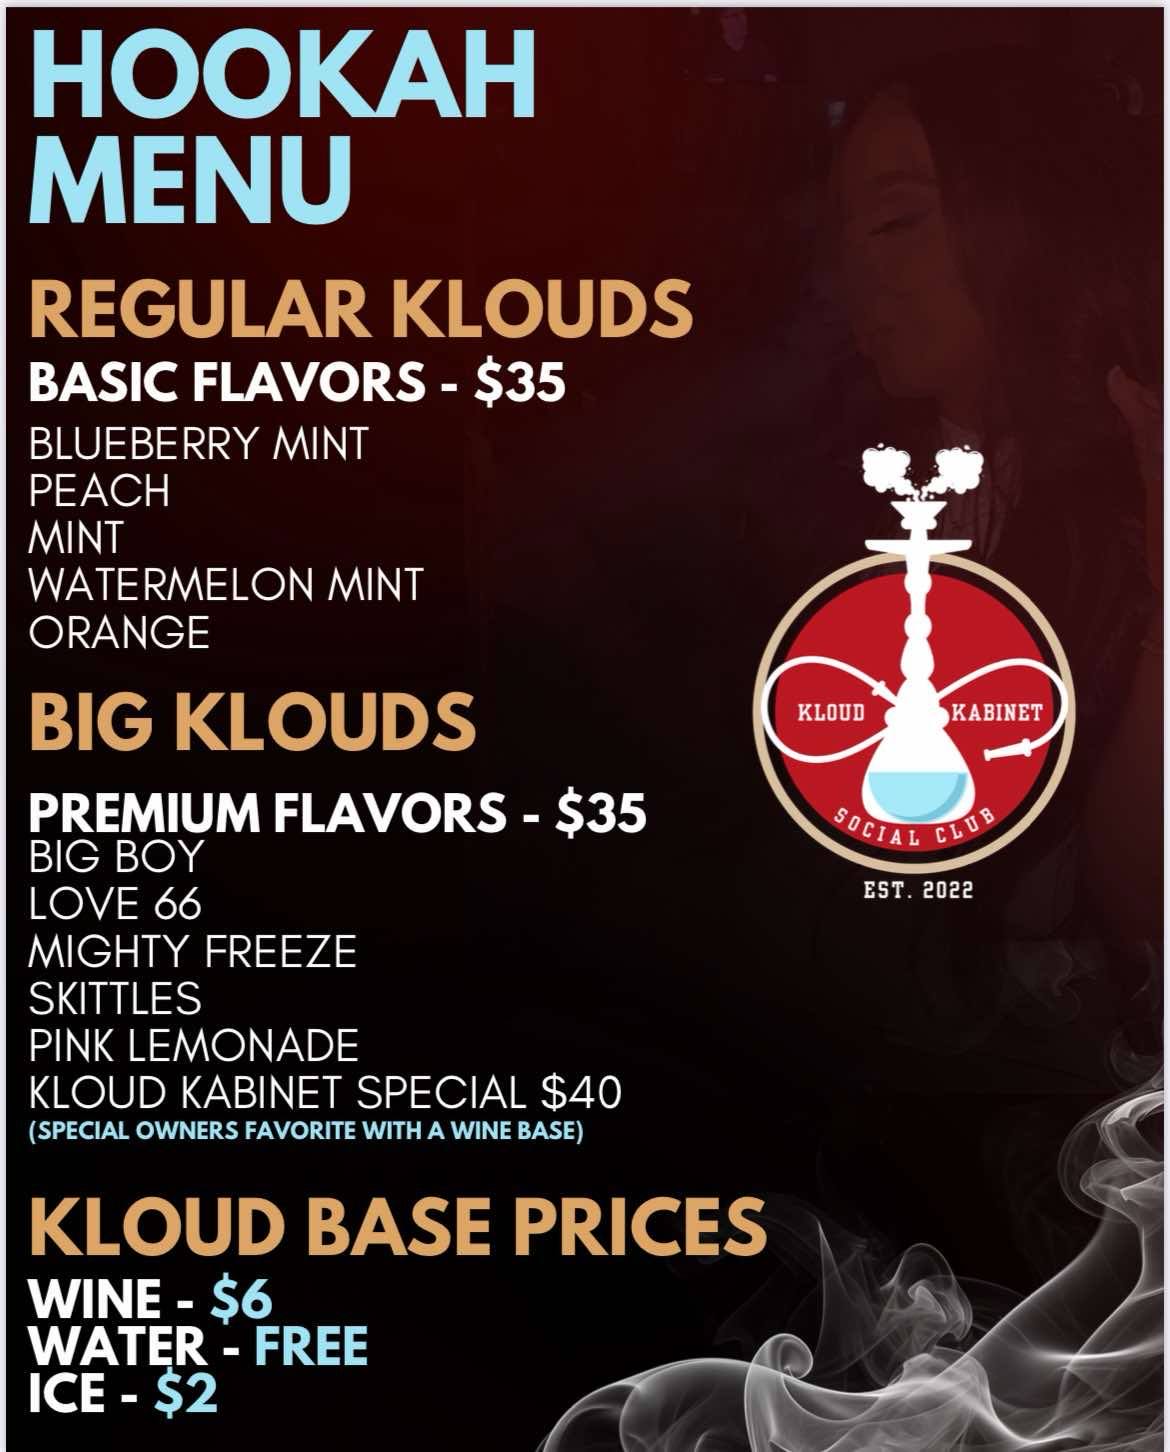 HOOKAH
MENU
REGULAR KLOUDS
BASIC FLAVORS - $35
BLUEBERRY MINT
PEACH
MINT
WATERMELON MINT
ORANGE
BIG KLOUDS
PREMIUM FLAVORS - $35
BIG BOY
LOVE 66
MIGHTY FREEZE
SKITTLES
PINK LEMONADE
KLOUD KABINET SPECIAL $40
(SPECIAL OWNERS FAVORITE WITH A WINE BASE)
KLOUD BASE PRICES
WINE - $6
WATER - FREE
ICE - $2
KLOUD KABINET
SOCIAL CLUB
EST. 2022